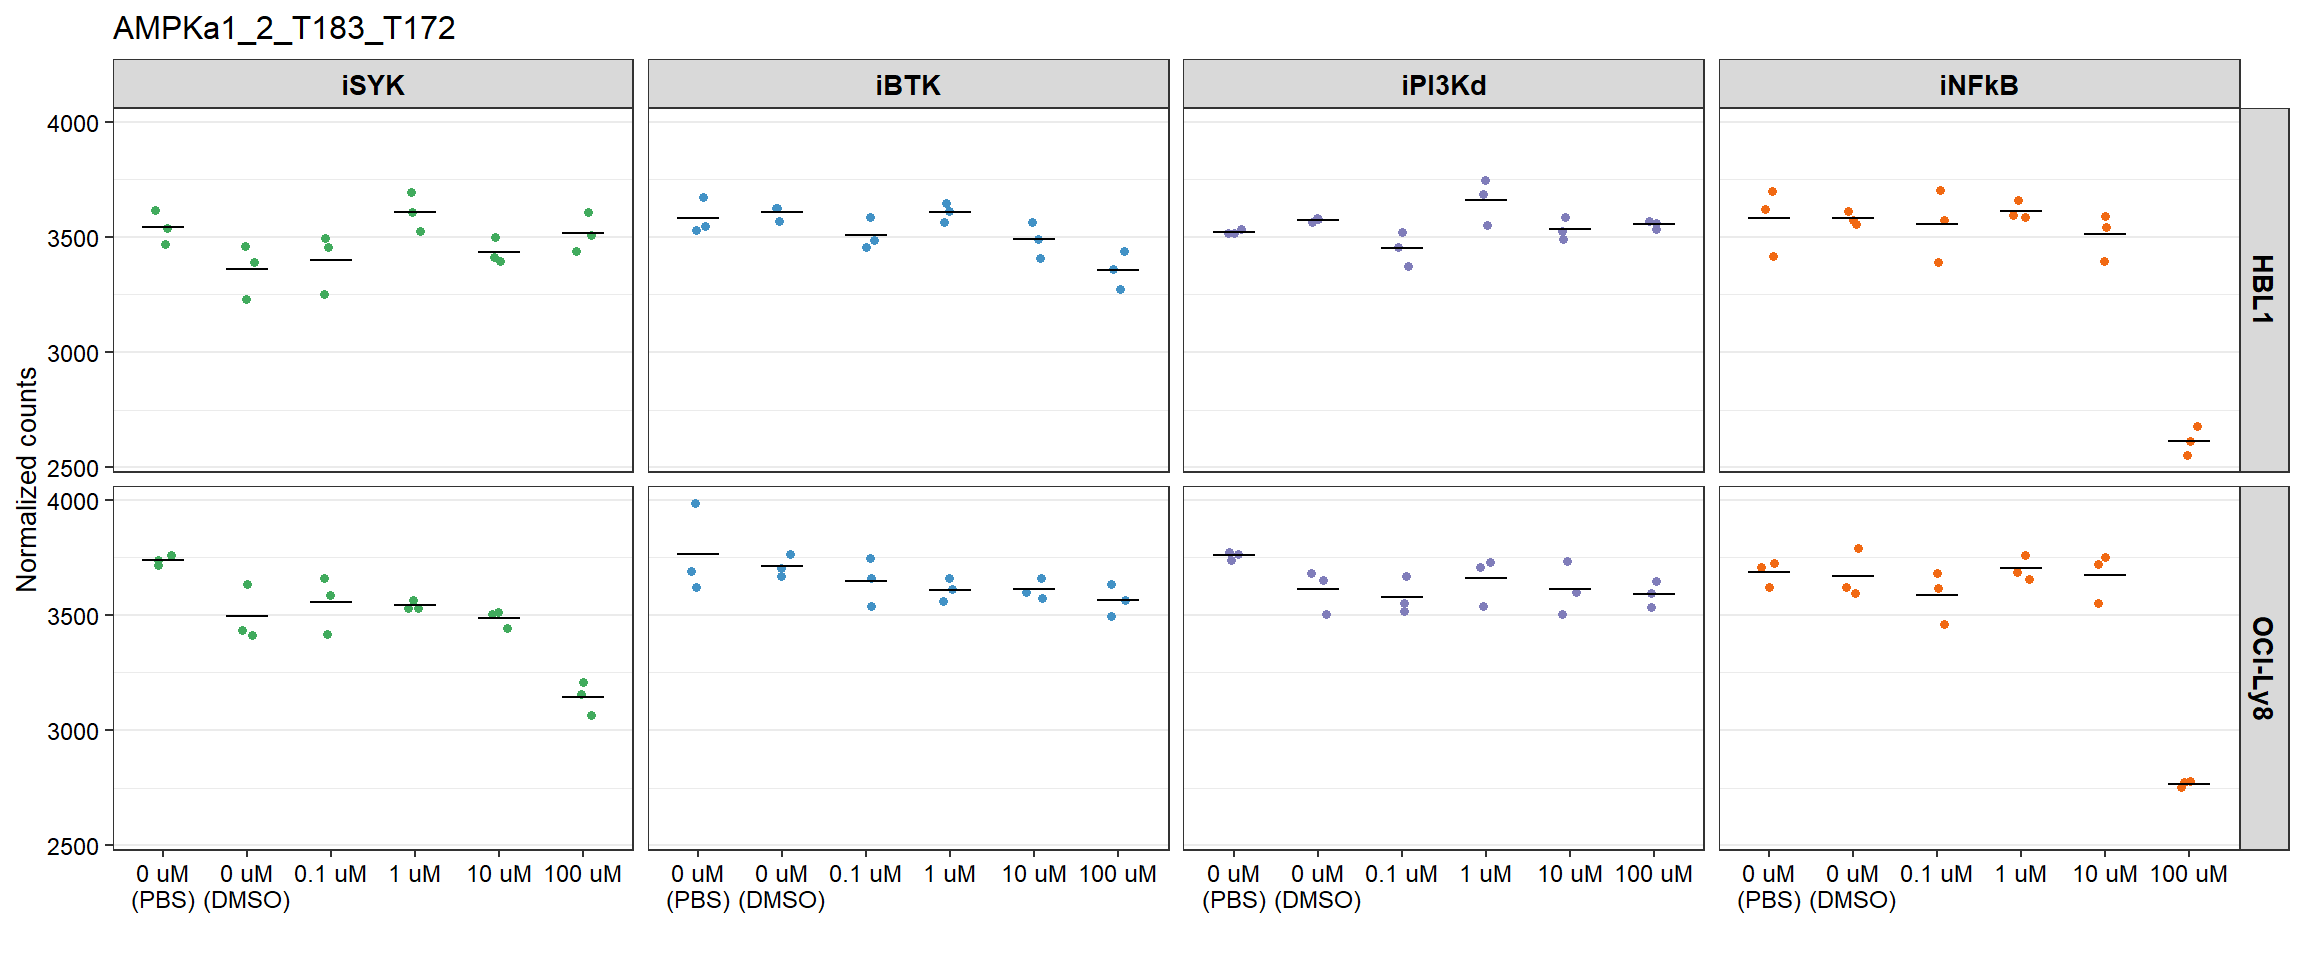 AMPKa1_2_T183_T172
iSYK iBTK iPI3Kd iNFkB
Normalized counts
4000
3500
3000
2500
HBL1
4000
3500
3000
2500
OCI-Ly8
0 uM 0 uM 0.1 uM 1 uM 10 uM 100 uM 0 uM 0 uM 0.1 uM 1 uM 10 uM 100 uM 0 uM 0 uM 0.1 uM 1 uM 10 uM 100 uM 0 uM 0 uM 0.1 uM 1 uM 10 uM 100 uM
(PBS) (DMSO) (PBS) (DMSO) (PBS) (DMSO) (PBS) (DMSO)